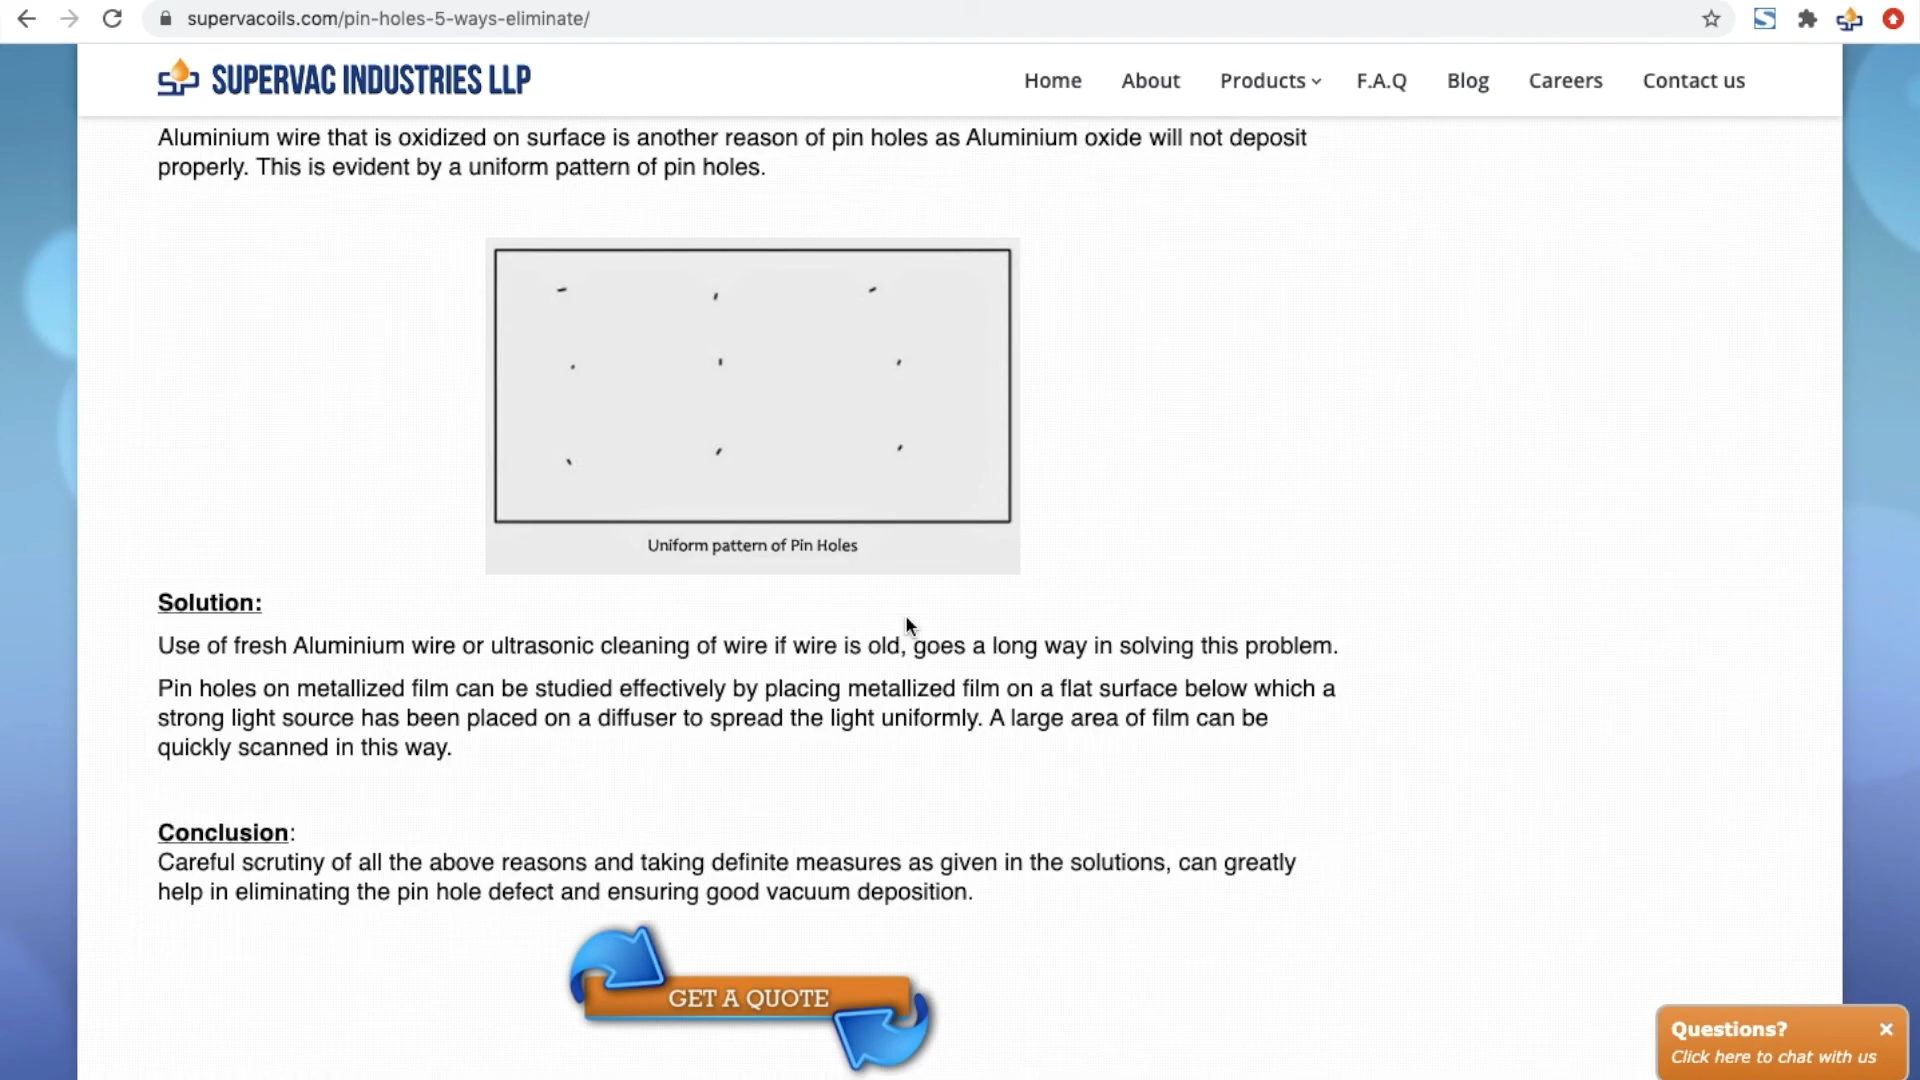 supervacoils.com/pin-holes-5-ways-eliminate/
SUPERVAC INDUSTRIES LLP
Home About Products F.A.Q Blog Careers Contact us
Aluminium wire that is oxidized on surface is another reason of pin holes as Aluminium oxide will not deposit
properly. This is evident by a uniform pattern of pin holes.
Uniform pattern of Pin Holes
Solution:
Use of fresh Aluminium wire or ultrasonic cleaning of wire if wire is old, goes a long way in solving this problem.
Pin holes on metallized film can be studied effectively by placing metallized film on a flat surface below which a
strong light source has been placed on a diffuser to spread the light uniformly. A large area of film can be
quickly scanned in this way.
Conclusion:
Careful scrutiny of all the above reasons and taking definite measures as given in the solutions, can greatly
help in eliminating the pin hole defect and ensuring good vacuum deposition.
GET A QUOTE
Questions?
Click here to chat with us